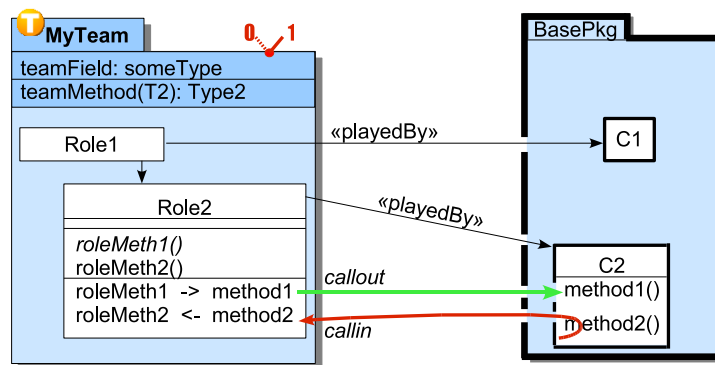 T
MyTeam
0 1
teamField: someType
teamMethod(T2): Type2
Role1
Role2
roleMeth1()
roleMeth2()
roleMeth1 -> method1
roleMeth2 <- method2
«playedBy»
«playedBy»
callout
callin
BasePkg
C1
C2
method1()
method2()